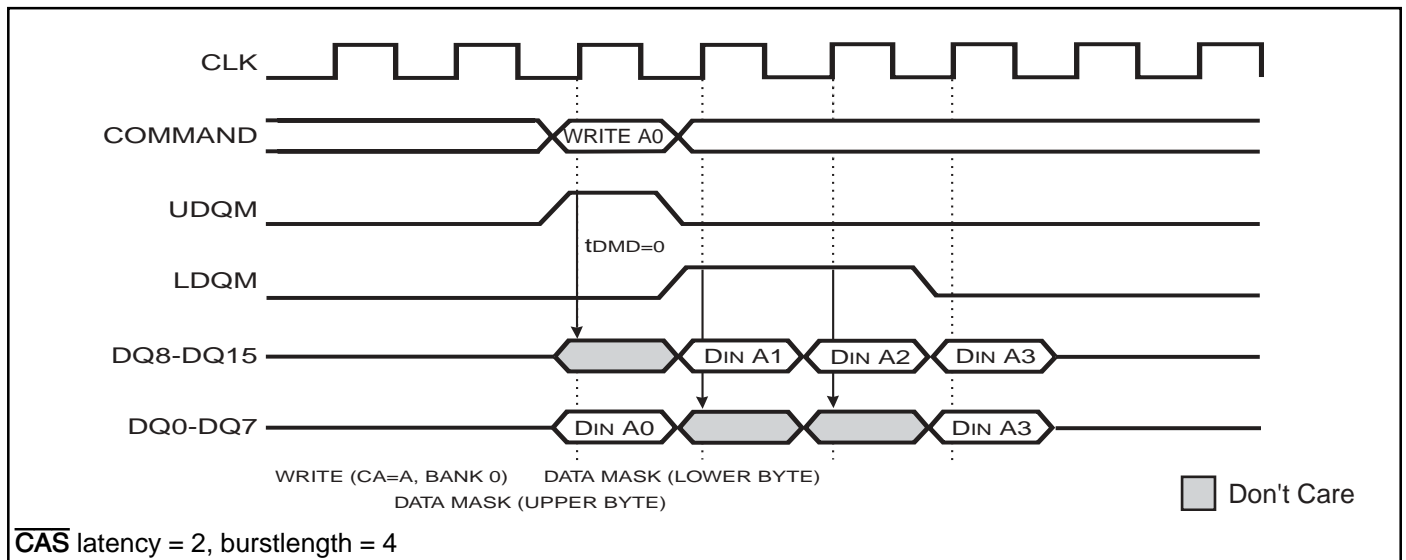 CLK
COMMAND
WRITE A0
UDQM
tDMD=0
LDQM
DQ8-DQ15
DIN A1
DIN A2
DIN A3
DQ0-DQ7
DIN A0
DIN A3
WRITE (CA=A, BANK 0)
DATA MASK (LOWER BYTE)
DATA MASK (UPPER BYTE)
Don't Care
CAS latency = 2, burstlength = 4